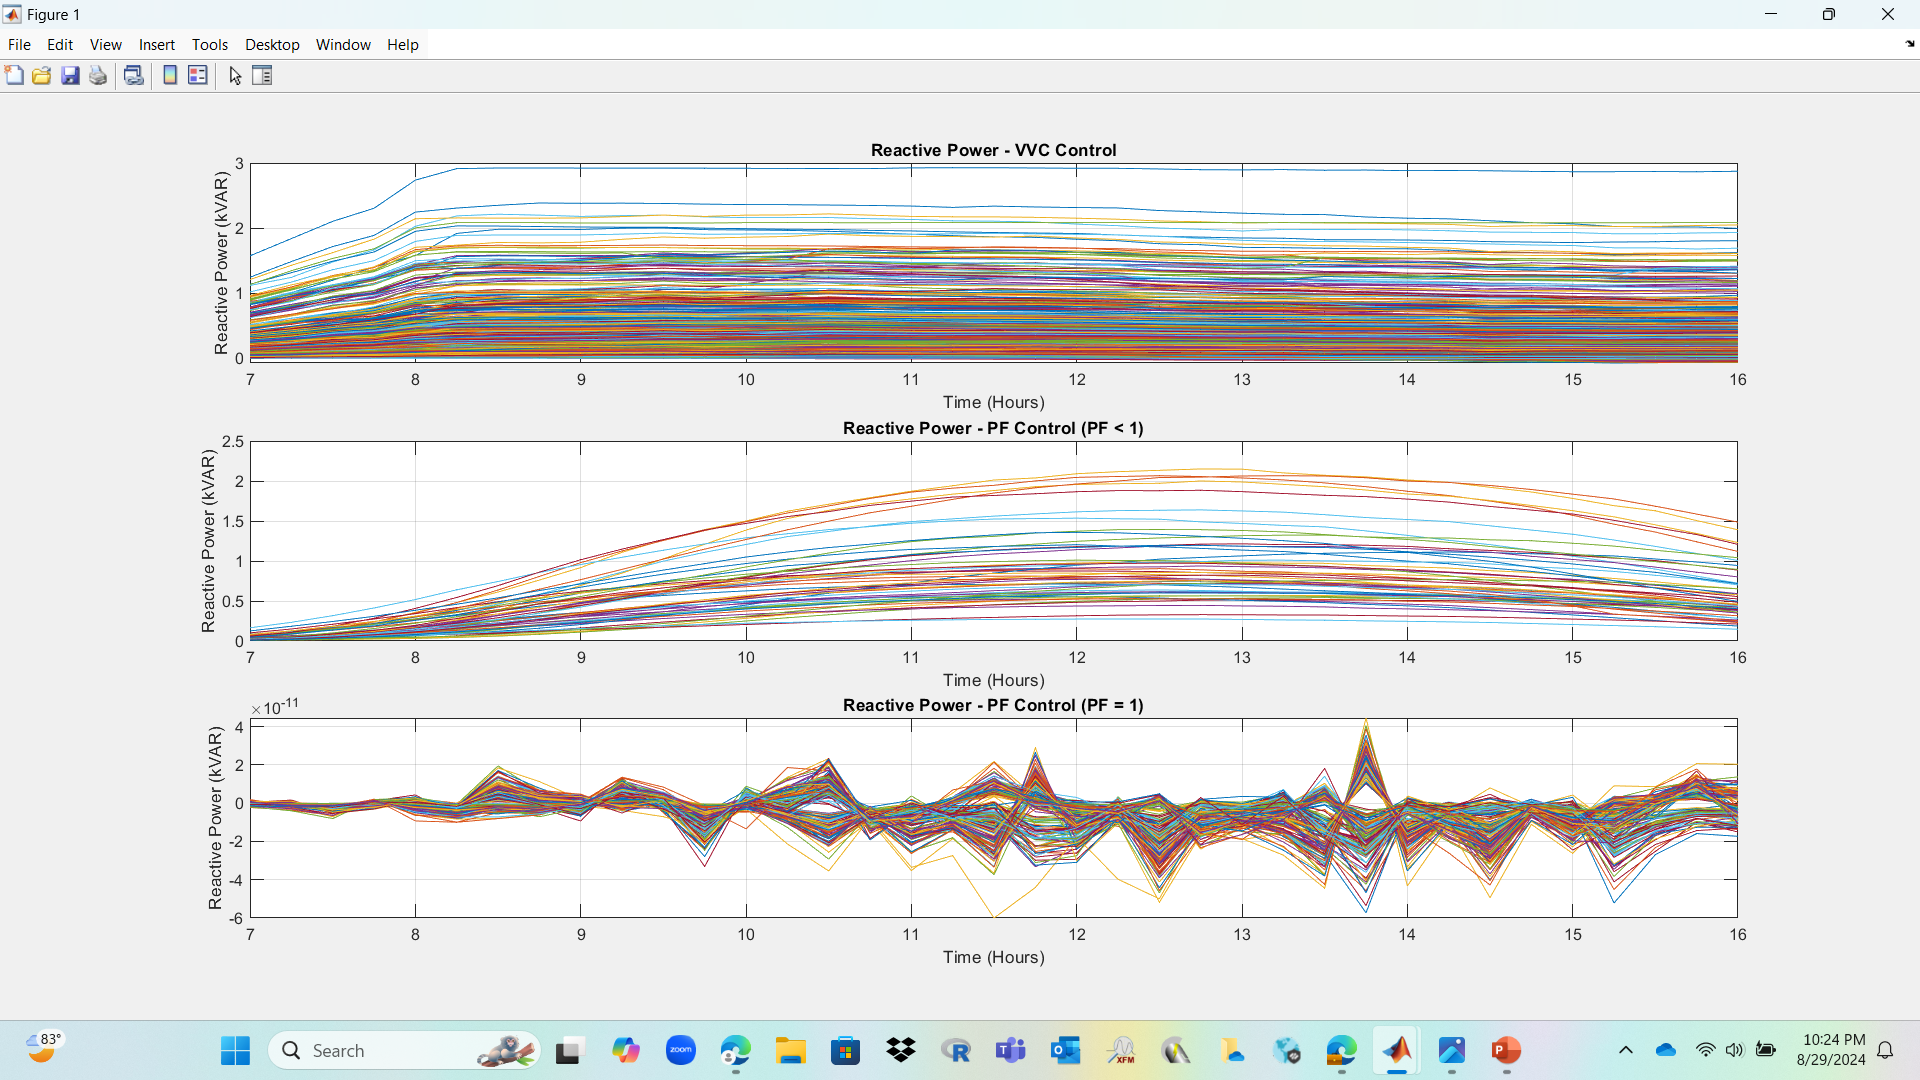 Figure 1
File Edit View Insert Tools Desktop Window Help
Reactive Power - VVC Control
Reactive Power (kVAR)
3
2
1
0
7 8 9 10 11 12 13 14 15 16
Time (Hours)
Reactive Power - PF Control (PF < 1)
Reactive Power (kVAR)
2.5
2
1.5
1
0.5
0
7 8 9 10 11 12 13 14 15 16
Time (Hours)
Reactive Power - PF Control (PF = 1)
×10-11
Reactive Power (kVAR)
4
2
0
-2
-4
-6
7 8 9 10 11 12 13 14 15 16
Time (Hours)
83°
Search
zoom
XFM
10:24 PM
8/29/2024